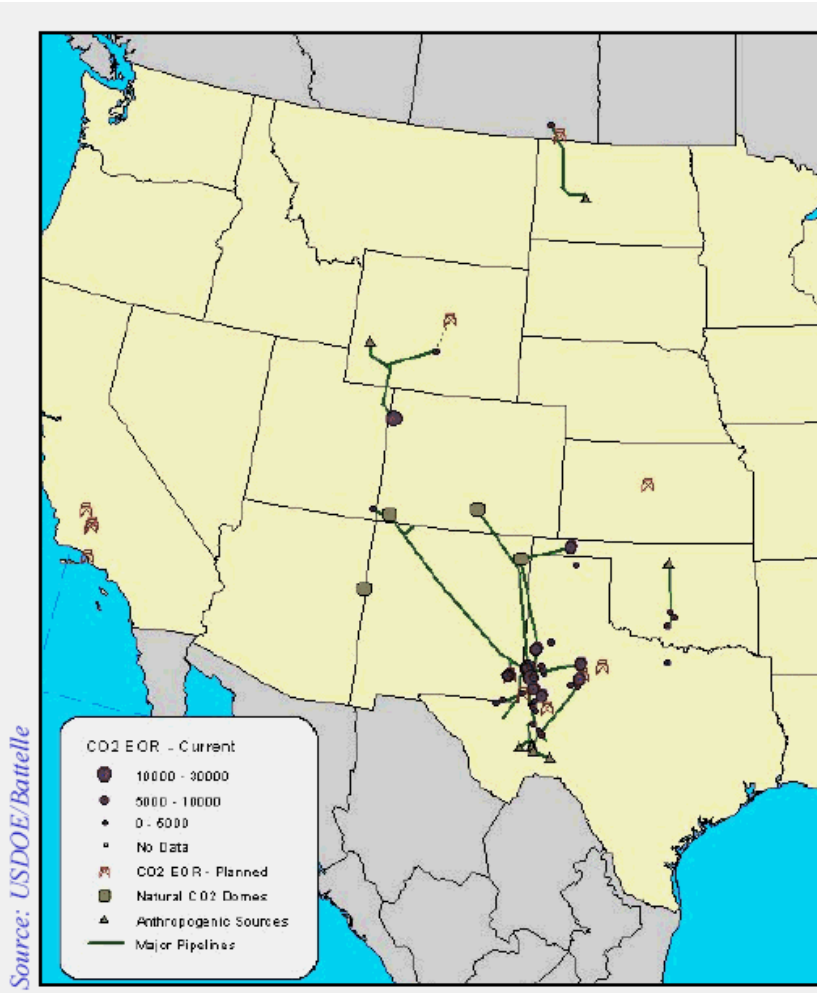 Source: USDOE/Battelle
CO2 EOR - Current
10000 - 30000
5000 - 10000
0 - 5000
No Data
CO2 EOR - Planned
Natural CO2 Domes
Anthropogenic Sources
Major Pipelines